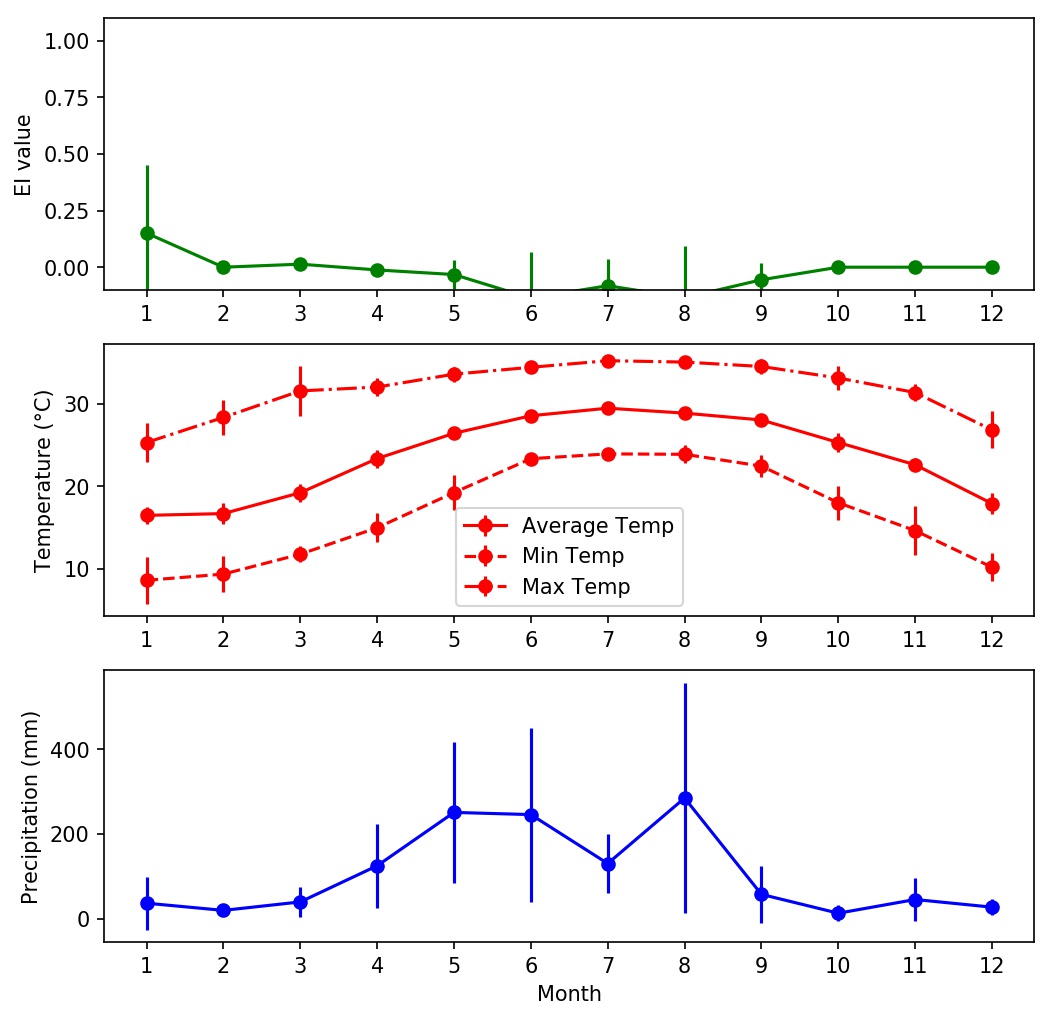 1.00
0.75
0.50
0.25
0.00
EI value
1 2 3 4 5 6 7 8 9 10 11 12
30
20
10
Temperature (°C)
Average Temp
Min Temp
Max Temp
1 2 3 4 5 6 7 8 9 10 11 12
400
200
0
Precipitation (mm)
1 2 3 4 5 6 7 8 9 10 11 12
Month